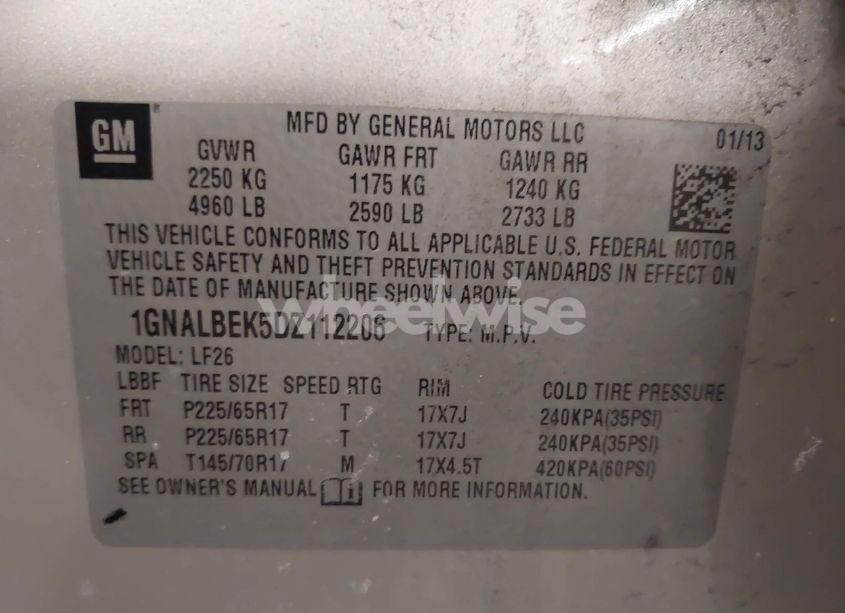 GM ®
MFD BY GENERAL MOTORS LLC 01/13
GVWR GAWR FRT GAWR RR
2250 KG 1175 KG 1240 KG
4960 LB 2590 LB 2733 LB
THIS VEHICLE CONFORMS TO ALL APPLICABLE U.S. FEDERAL MOTOR
VEHICLE SAFETY AND THEFT PREVENTION STANDARDS IN EFFECT ON
THE DATE OF MANUFACTURE SHOWN ABOVE.
wheelwise
1GNALBEK5DZ112206 TYPE: M.P.V.
MODEL: LF26
LBBF TIRE SIZE SPEED RTG RIM COLD TIRE PRESSURE
FRT P225/65R17 T 17X7J 240KPA(35PSI)
RR P225/65R17 T 17X7J 240KPA(35PSI)
SPA T145/70R17 M 17X4.5T 420KPA(60PSI)
SEE OWNER'S MANUAL FOR MORE INFORMATION.